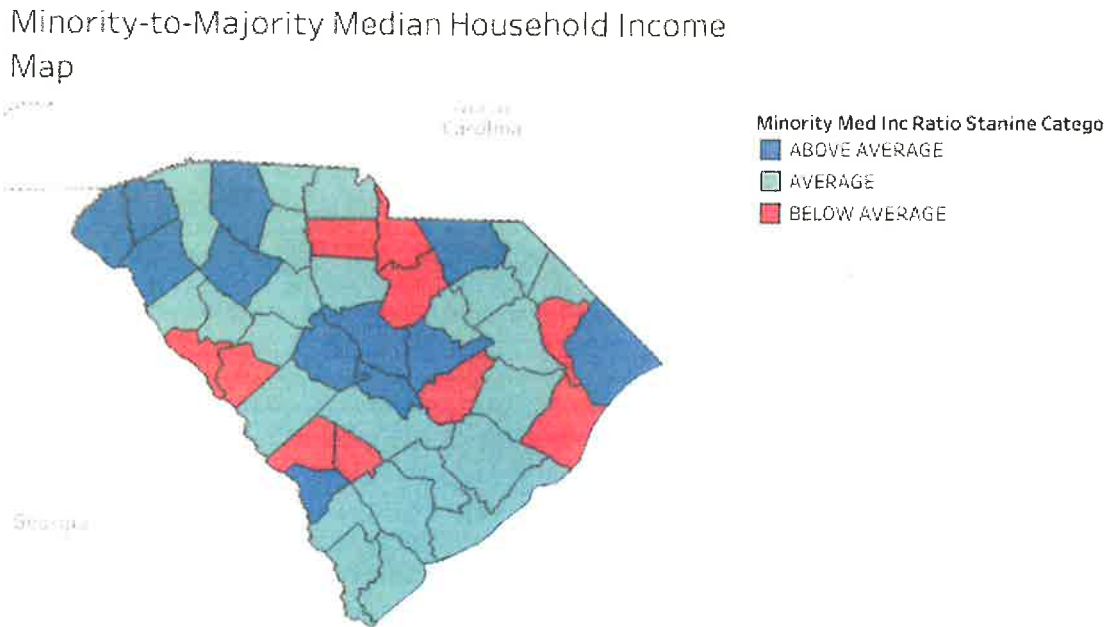 Minority-to-Majority Median Household Income
Map
Carolina
Minority Med Inc Ratio Stanine Catego
ABOVE AVERAGE
AVERAGE
BELOW AVERAGE
Georgia